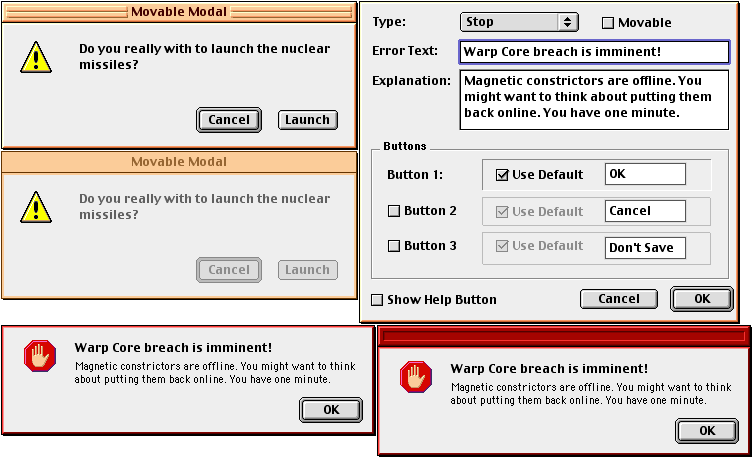 Movable Modal
Do you really with to launch the nuclear
missiles?
Cancel
Launch
Movable Modal
Do you really with to launch the nuclear
missiles?
Cancel
Launch
Type:
Stop
Movable
Error Text:
Warp Core breach is imminent!
Explanation:
Magnetic constrictors are offline. You
might want to think about putting them
back online. You have one minute.
Buttons
Button 1:
Use Default
OK
Button 2
Use Default
Cancel
Button 3
Use Default
Don't Save
Show Help Button
Cancel
OK
Warp Core breach is imminent!
Magnetic constrictors are offline. You might want to think
about putting them back online. You have one minute.
OK
Warp Core breach is imminent!
Magnetic constrictors are offline. You might want to think
about putting them back online. You have one minute.
OK